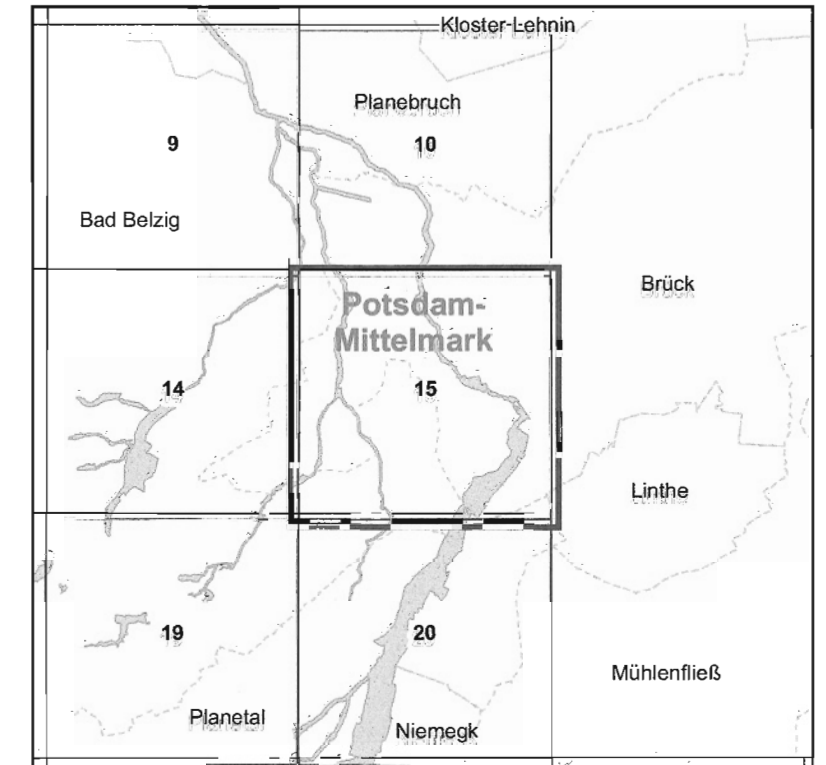 Kloster-Lehnin
Planebruch
9
10
Bad Belzig
Brück
Potsdam-
Mittelmark
14
15
Linthe
19
20
Mühlenfließ
Planetal
Niemegk